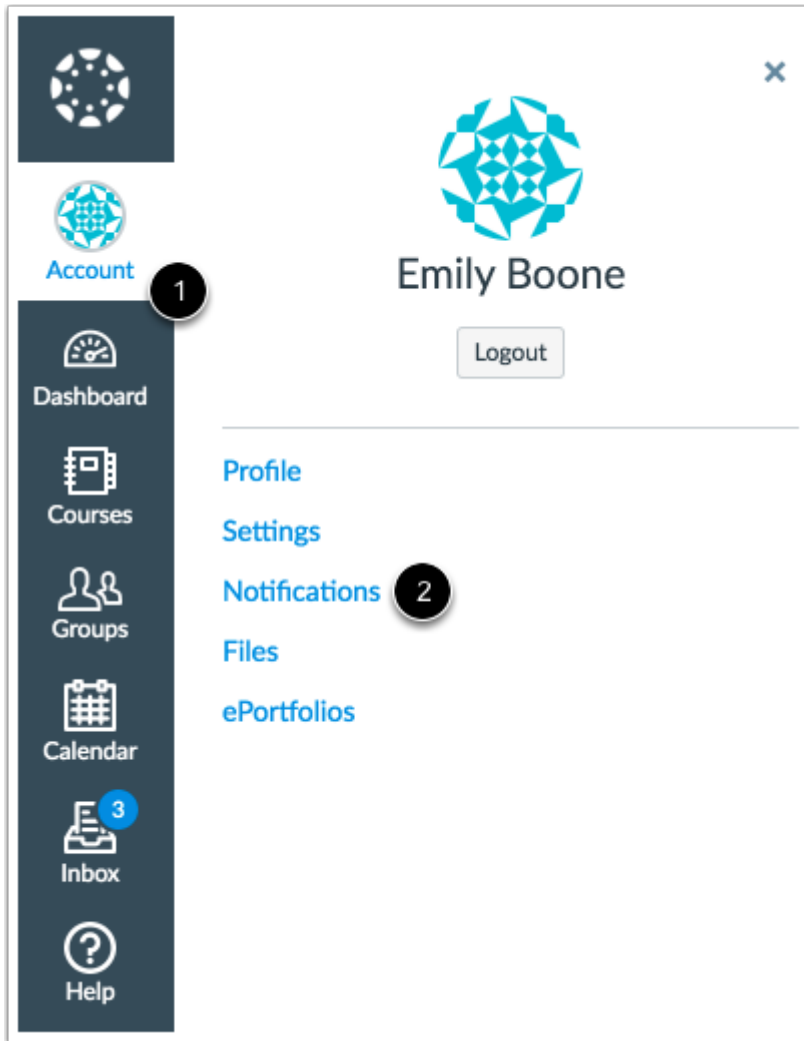 Account
1
Dashboard
Courses
Groups
Calendar
3
Inbox
Help
×
Emily Boone
Logout
Profile
Settings
Notifications 2
Files
ePortfolios